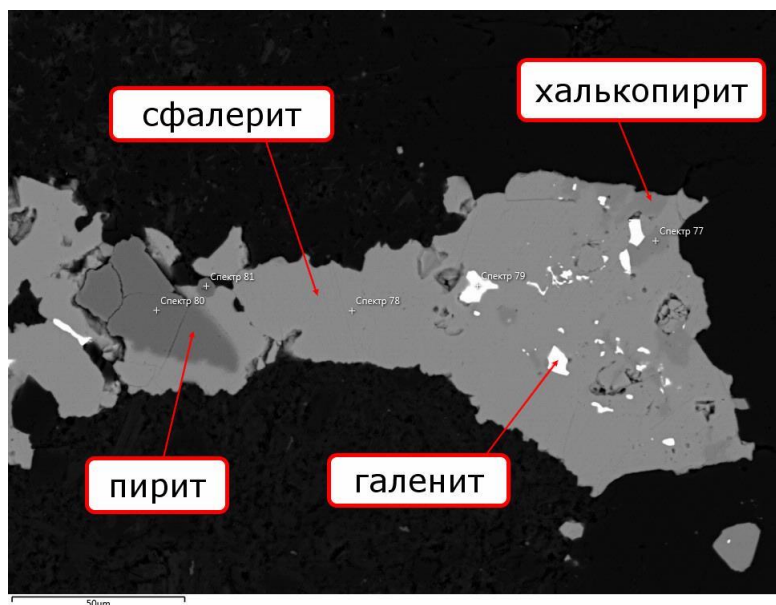 халькопирит
сфалерит
Спектр 77
Спектр 81
Спектр 79
Спектр 80
Спектр 78
пирит
галенит
50μm